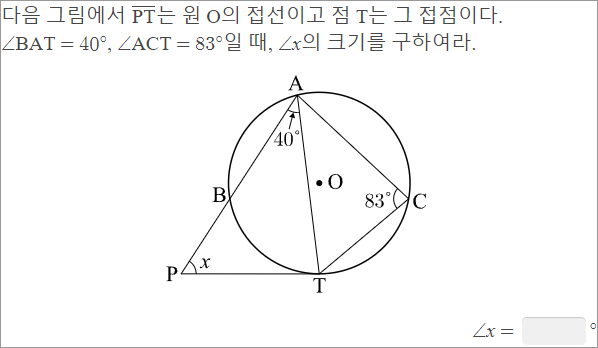 다음 그림에서 PT는 원 O의 접선이고 점 T는 그 접점이다.
∠BAT = 40°, ∠ACT = 83°일 때, ∠x의 크기를 구하여라.
A
40°
B
O
83°
C
P
x
T
∠x = °